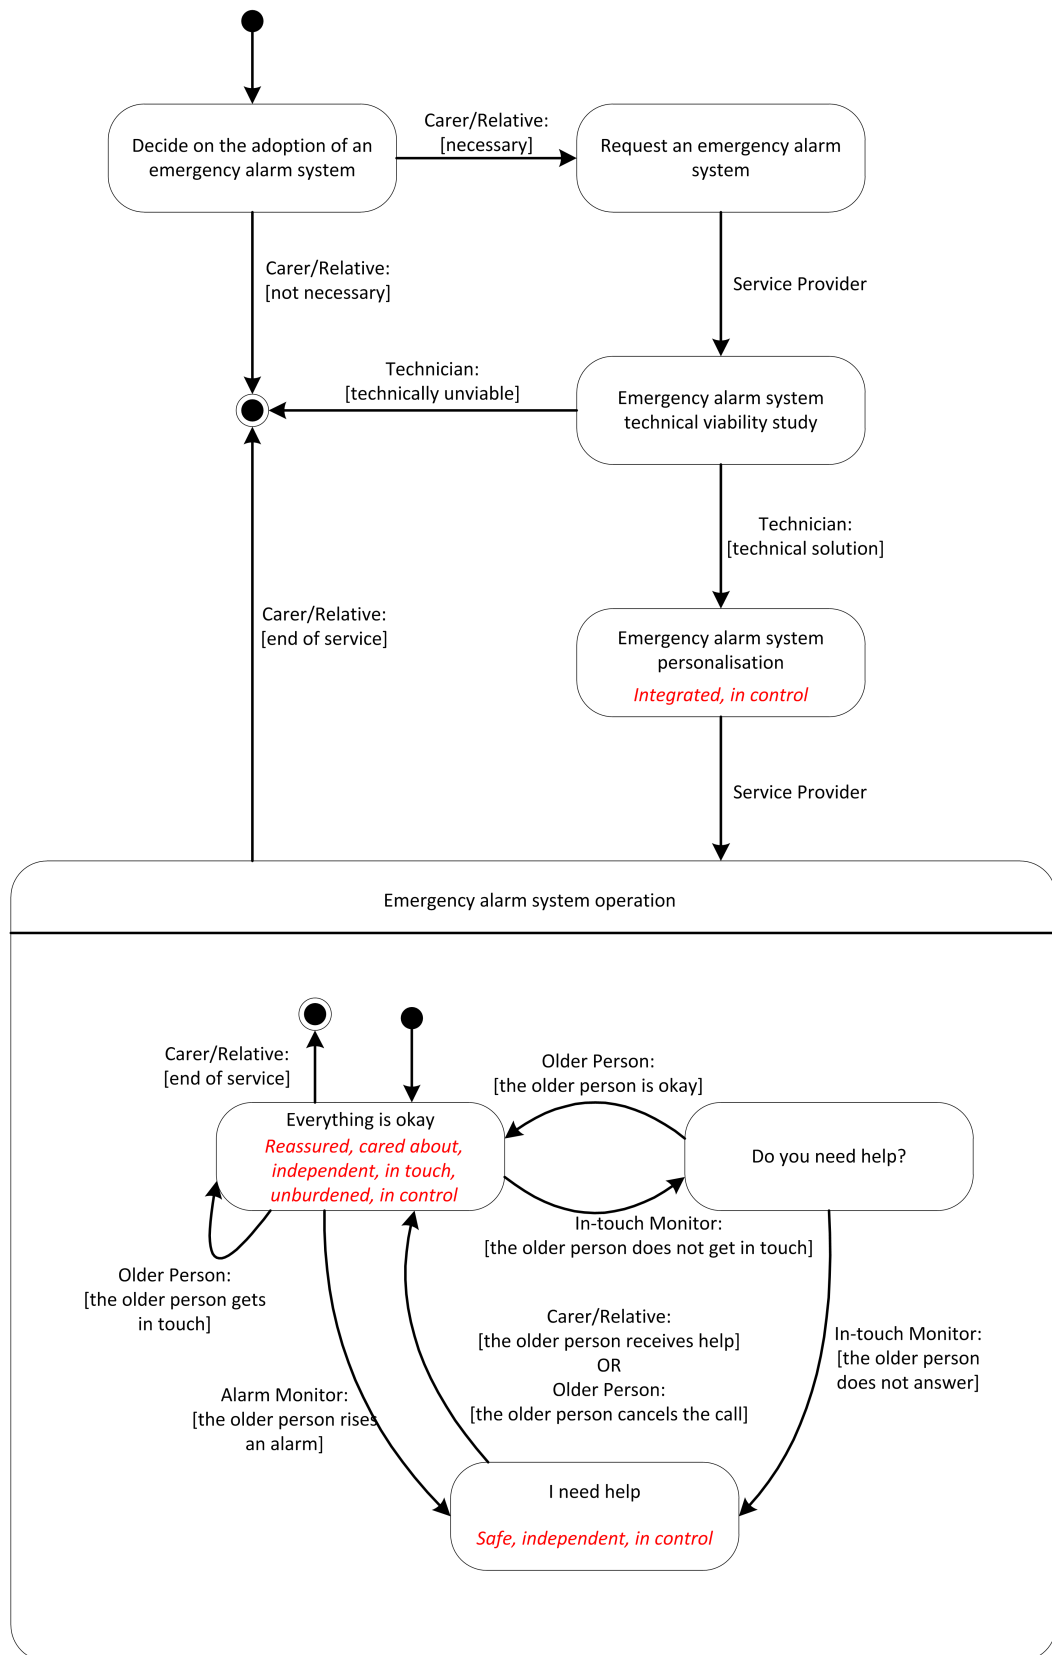 Decide on the adoption of an
emergency alarm system
Carer/Relative:
[necessary]
Request an emergency alarm
system
Carer/Relative:
[not necessary]
Service Provider
Technician:
[technically unviable]
Emergency alarm system
technical viability study
Technician:
[technical solution]
Carer/Relative:
[end of service]
Emergency alarm system
personalisation
Integrated, in control
Service Provider
Emergency alarm system operation
Carer/Relative:
[end of service]
Older Person:
[the older person is okay]
Everything is okay
Reassured, cared about,
independent, in touch,
unburdened, in control
Do you need help?
In-touch Monitor:
[the older person does not get in touch]
Older Person:
[the older person gets
in touch]
Carer/Relative:
[the older person receives help]
OR
Older Person:
[the older person cancels the call]
In-touch Monitor:
[the older person
does not answer]
Alarm Monitor:
[the older person rises
an alarm]
I need help
Safe, independent, in control